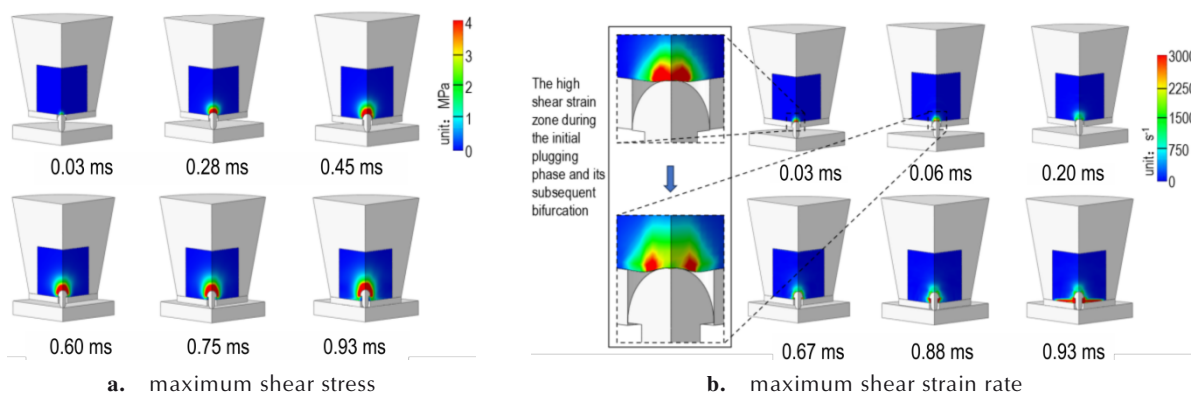 4
3
2
1
0
unit: MPa
0.03 ms
0.28 ms
0.45 ms
0.60 ms
0.75 ms
0.93 ms
a. maximum shear stress
The high
shear strain
zone during
the initial
plugging
phase and its
subsequent
bifurcation
3000
2250
1500
750
0
unit: s⁻¹
0.03 ms
0.06 ms
0.20 ms
0.67 ms
0.88 ms
0.93 ms
b. maximum shear strain rate